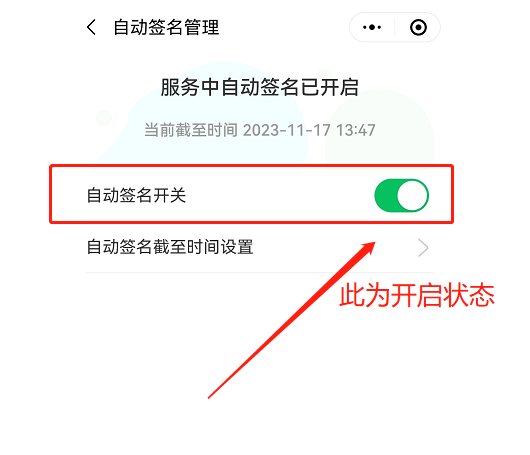 自动签名管理
服务中自动签名已开启
当前截至时间 2023-11-17 13:47
自动签名开关
自动签名截至时间设置
此为开启状态